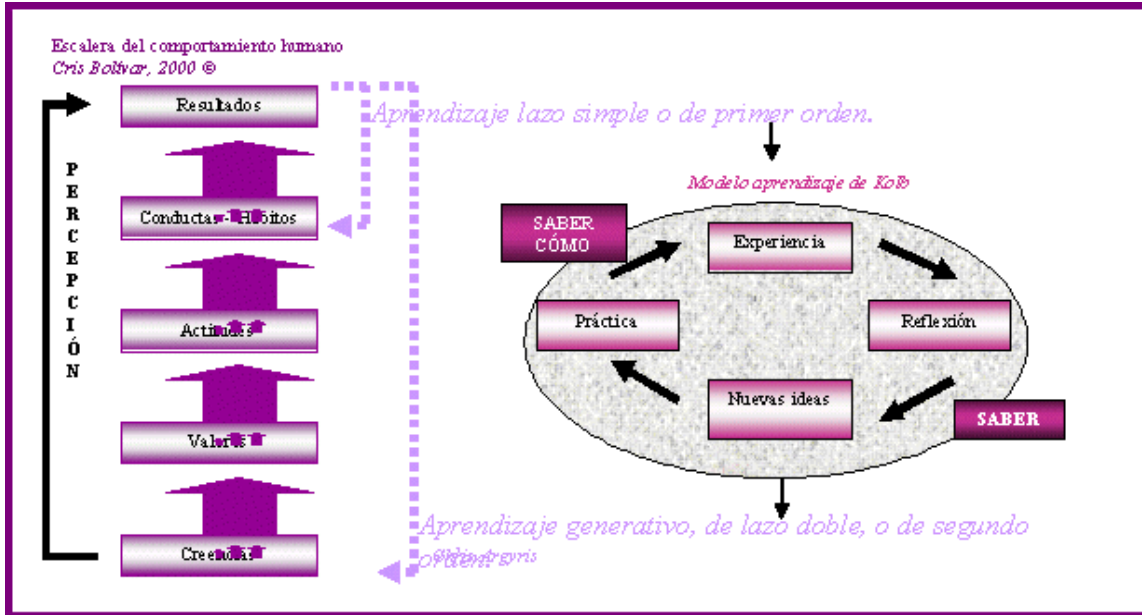 Escalera del comportamiento humano
Cris Bolívar, 2000 ©
Resultados
Conductas - Hábitos
Actitudes
Valores
Creencias
PERCEPCIÓN
Aprendizaje lazo simple o de primer orden.
Modelo aprendizaje de Kolb
SABER
CÓMO
Experiencia
Práctica
Reflexión
Nuevas ideas
SABER
Aprendizaje generativo, de lazo doble, o de segundo
orden.
Argyris